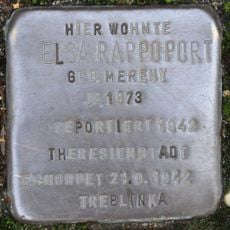 HIER WOHNTE
ELSA RAPPOPORT
GEB. MERENY
JG. 1873
DEPORTIERT 1942
THERESIENSTADT
ERMORDET 21.9.1942
TREBLINKA